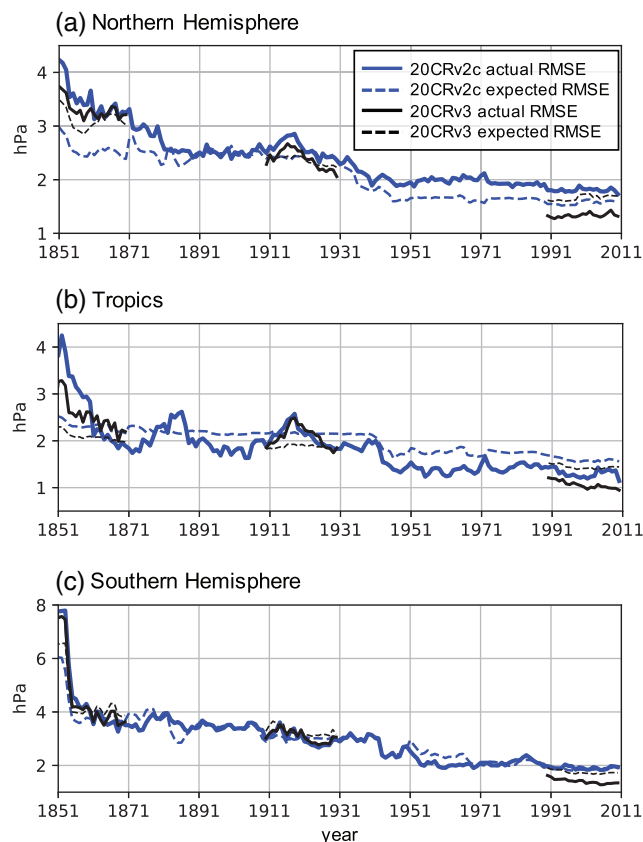 (a) Northern Hemisphere
4
3
2
1
hPa
20CRv2c actual RMSE
20CRv2c expected RMSE
20CRv3 actual RMSE
20CRv3 expected RMSE
1851 1871 1891 1911 1931 1951 1971 1991 2011
(b) Tropics
4
3
2
1
hPa
1851 1871 1891 1911 1931 1951 1971 1991 2011
(c) Southern Hemisphere
8
6
4
2
hPa
1851 1871 1891 1911 1931 1951 1971 1991 2011
year